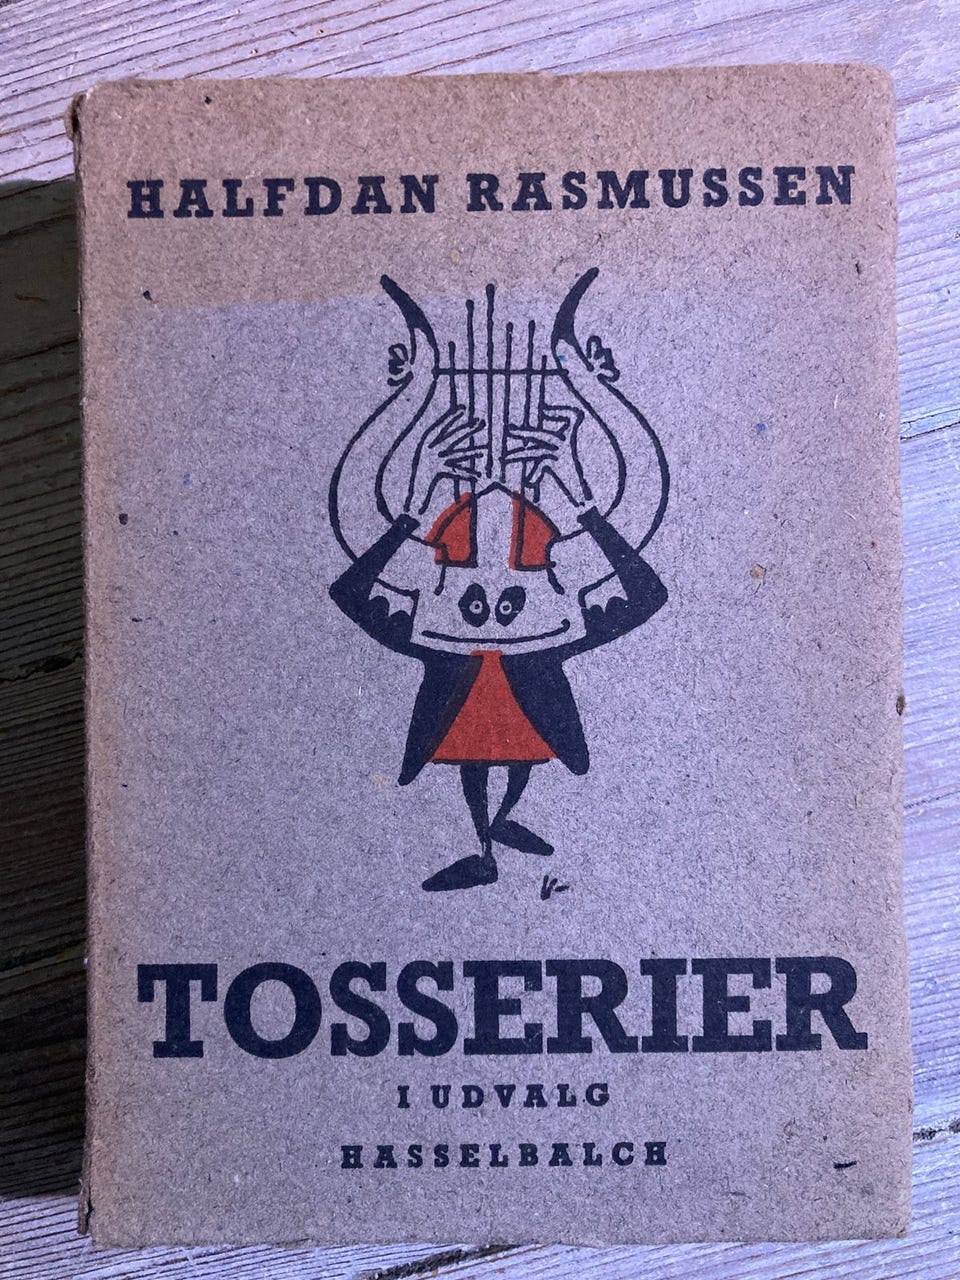 HALFDAN RASMUSSEN
TOSSERIER
I UDVALG
HASSELBALCH